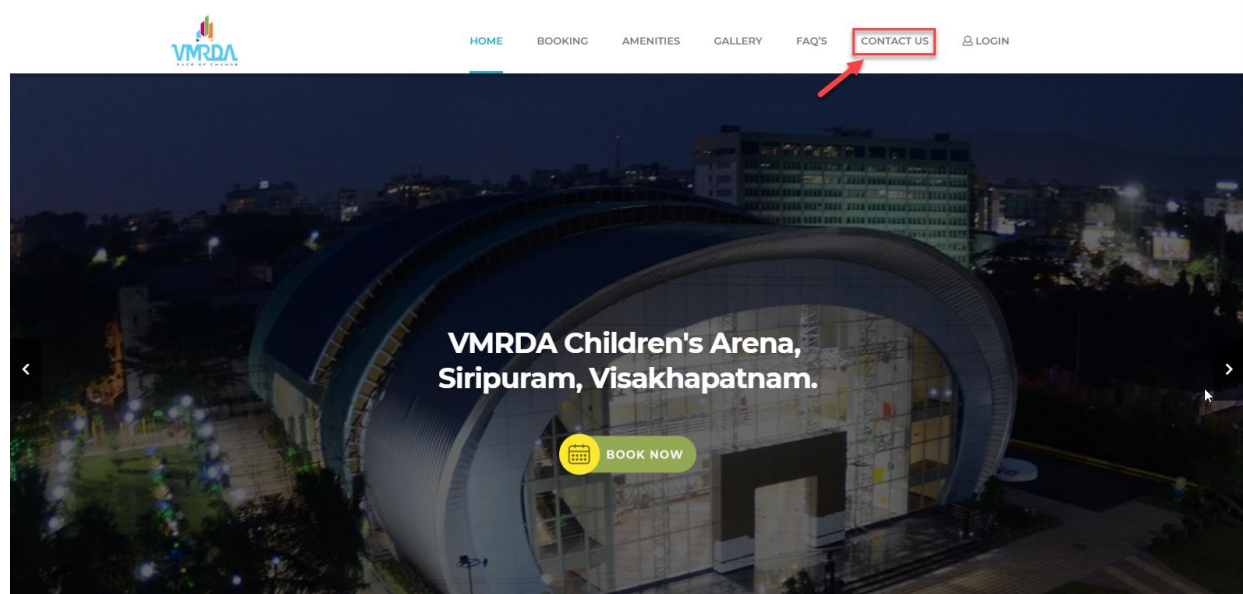 VMRDA
HOME BOOKING AMENITIES GALLERY FAQ'S CONTACT US LOGIN
VMRDA Children's Arena,
Siripuram, Visakhapatnam.
BOOK NOW